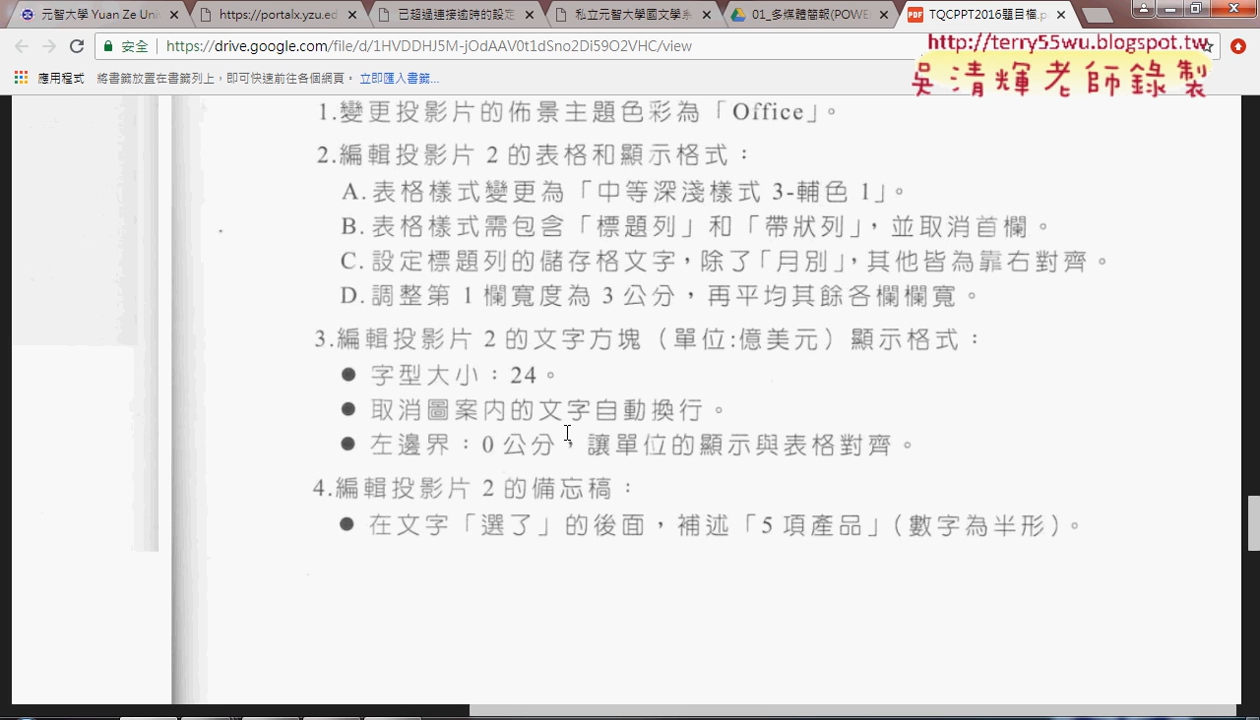 元智大學 Yuan Ze Uni
https://portalx.yzu.ed
已超過連接逾時的設定
私立元智大學國文學系
01_多媒體簡報(POWE
PDF TQCPPT2016題目檔.p
安全 https://drive.google.com/file/d/1HVDDHJ5M-jOdAAV0t1dSno2Di59O2VHC/view
http://terry55wu.blogspot.tw
應用程式 將書籤放置在書籤列上，即可快速前往各個網頁。 立即匯入書籤...
吳清輝老師錄製
1.變更投影片的佈景主題色彩為「Office」。
2.編輯投影片 2 的表格和顯示格式：
A.表格樣式變更為「中等深淺樣式 3-輔色 1」。
B.表格樣式需包含「標題列」和「帶狀列」，並取消首欄。
C.設定標題列的儲存格文字，除了「月別」，其他皆為靠右對齊。
D.調整第 1 欄寬度為 3 公分，再平均其餘各欄欄寬。
3.編輯投影片 2 的文字方塊（單位:億美元）顯示格式：
● 字型大小：24。
● 取消圖案內的文字自動換行。
● 左邊界：0 公分，讓單位的顯示與表格對齊。
4.編輯投影片 2 的備忘稿：
● 在文字「選了」的後面，補述「5 項產品」（數字為半形）。